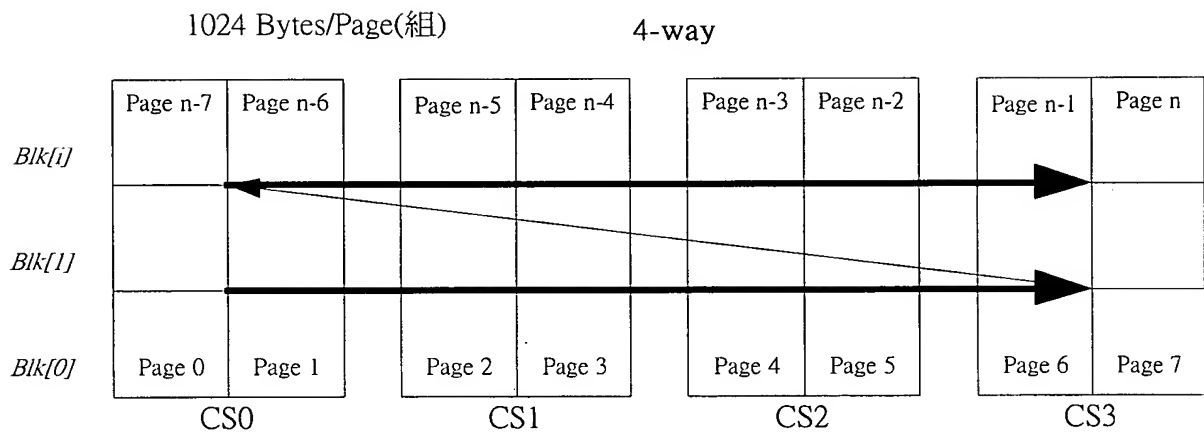 1024 Bytes/Page(組) 4-way
Page n-7 Page n-6 Page n-5 Page n-4 Page n-3 Page n-2 Page n-1 Page n
Blk[i]
Blk[1]
Blk[0] Page 0 Page 1 Page 2 Page 3 Page 4 Page 5 Page 6 Page 7
CS0 CS1 CS2 CS3